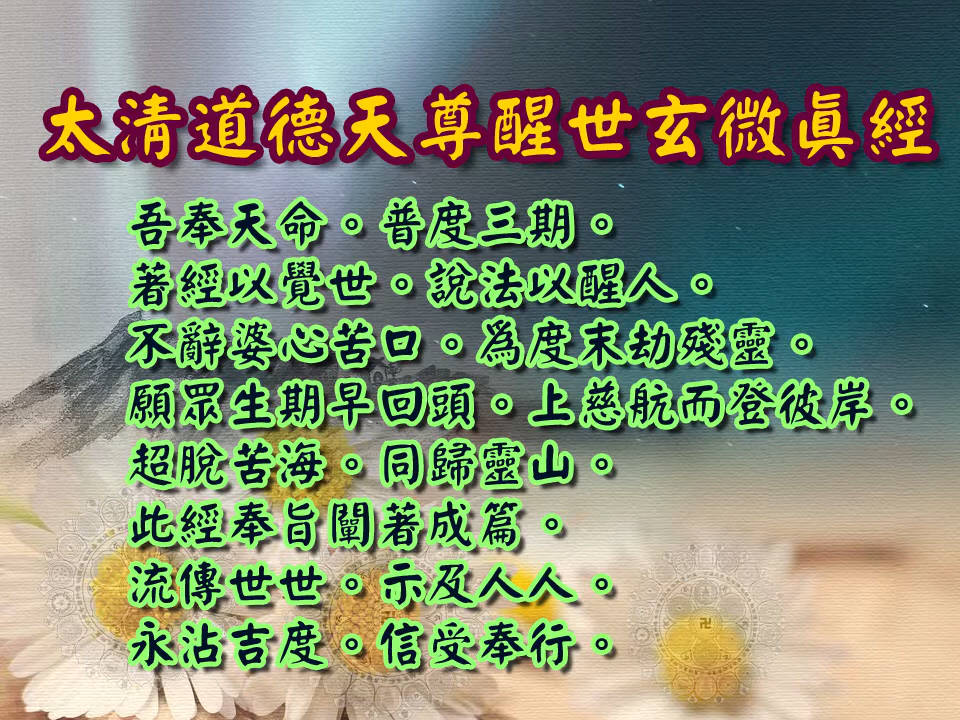 太清道德天尊醒世玄微眞經
吾奉天命。普度三期。
著經以覺世。說法以醒人。
不辭婆心苦口。爲度末劫殘靈。
願眾生期早回頭。上慈航而登彼岸。
超脫苦海。同歸靈山。
此經奉旨闡著成篇。
流傳世世。示及人人。
永沾吉度。信受奉行。
卍